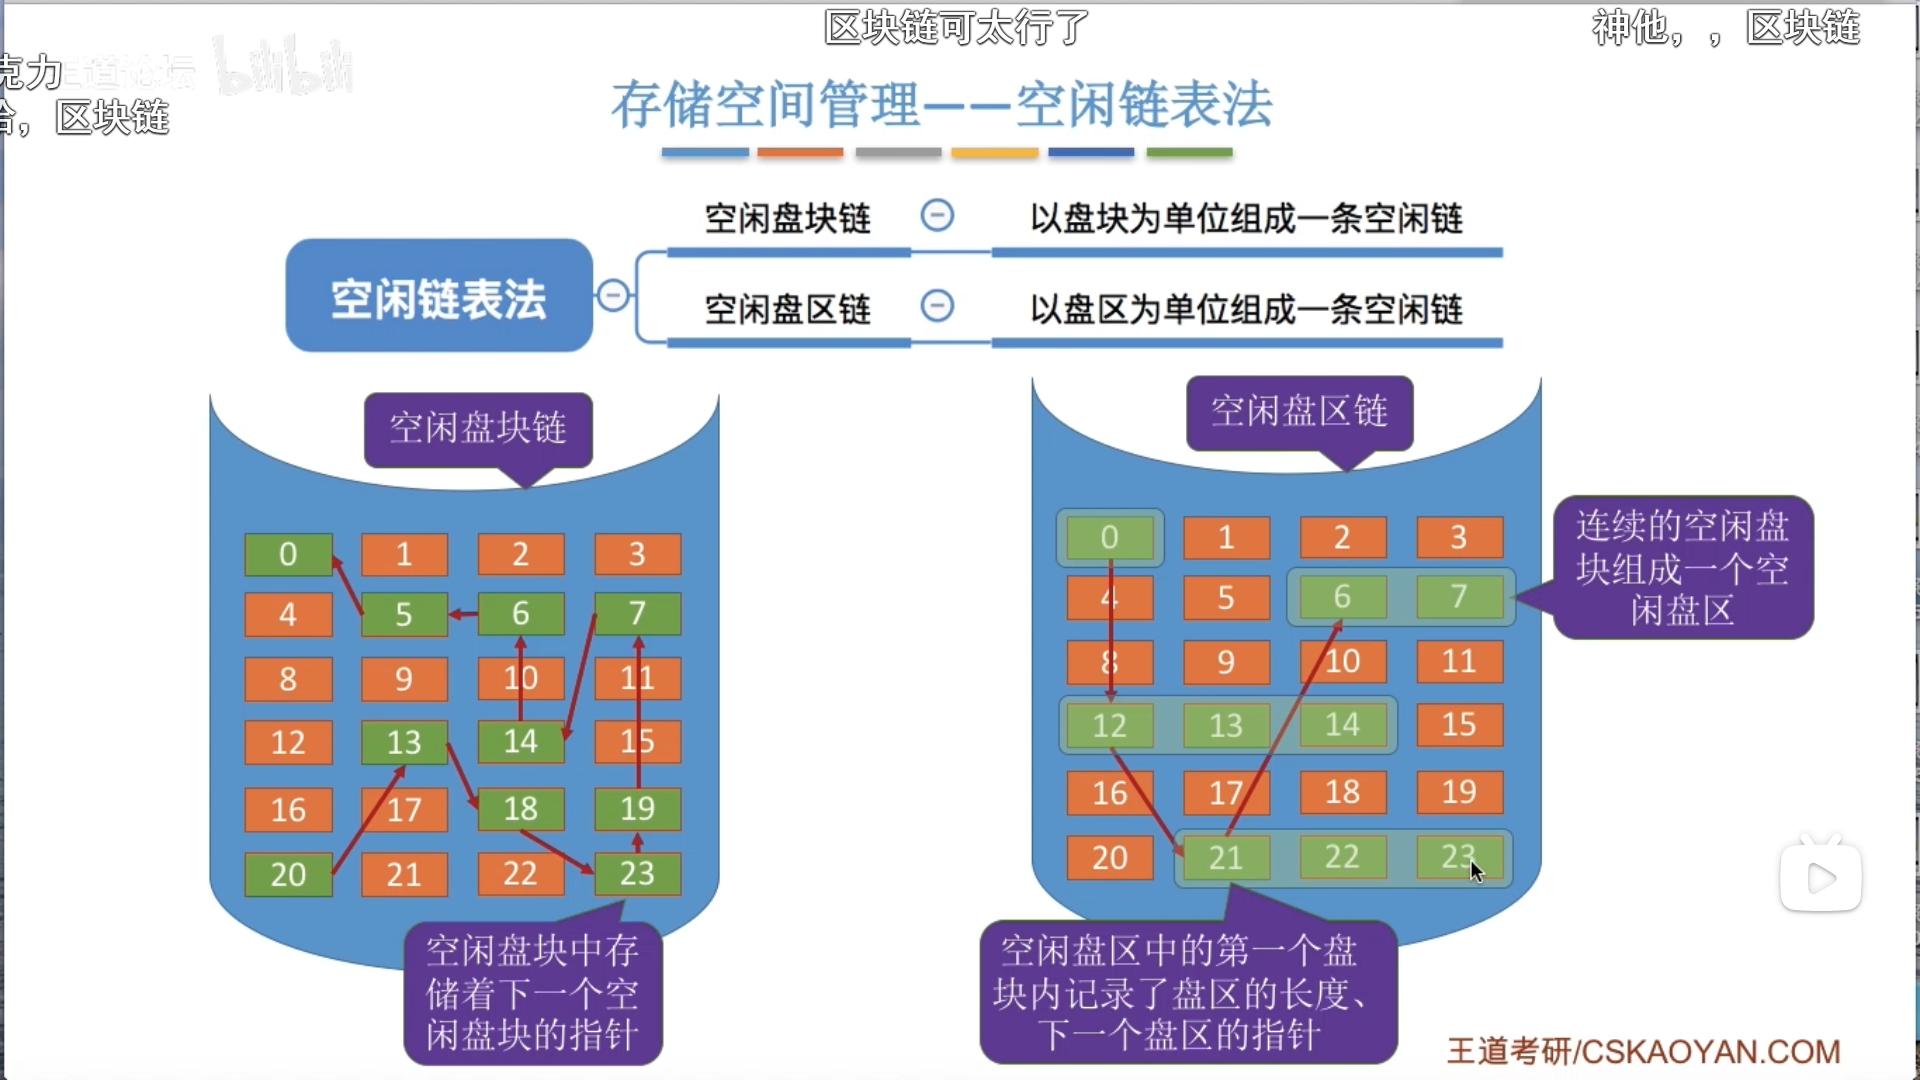 区块链可太行了
神他，，区块链
克力
王道论坛
bilibili
哈，区块链
存储空间管理——空闲链表法
空闲链表法
空闲盘块链
以盘块为单位组成一条空闲链
空闲盘区链
以盘区为单位组成一条空闲链
空闲盘块链
0 1 2 3
4 5 6 7
8 9 10 11
12 13 14 15
16 17 18 19
20 21 22 23
空闲盘块中存
储着下一个空
闲盘块的指针
空闲盘区链
0 1 2 3
4 5 6 7
8 9 10 11
12 13 14 15
16 17 18 19
20 21 22 23
连续的空闲盘
块组成一个空
闲盘区
空闲盘区中的第一个盘
块内记录了盘区的长度、
下一个盘区的指针
王道考研/CSKAOYAN.COM